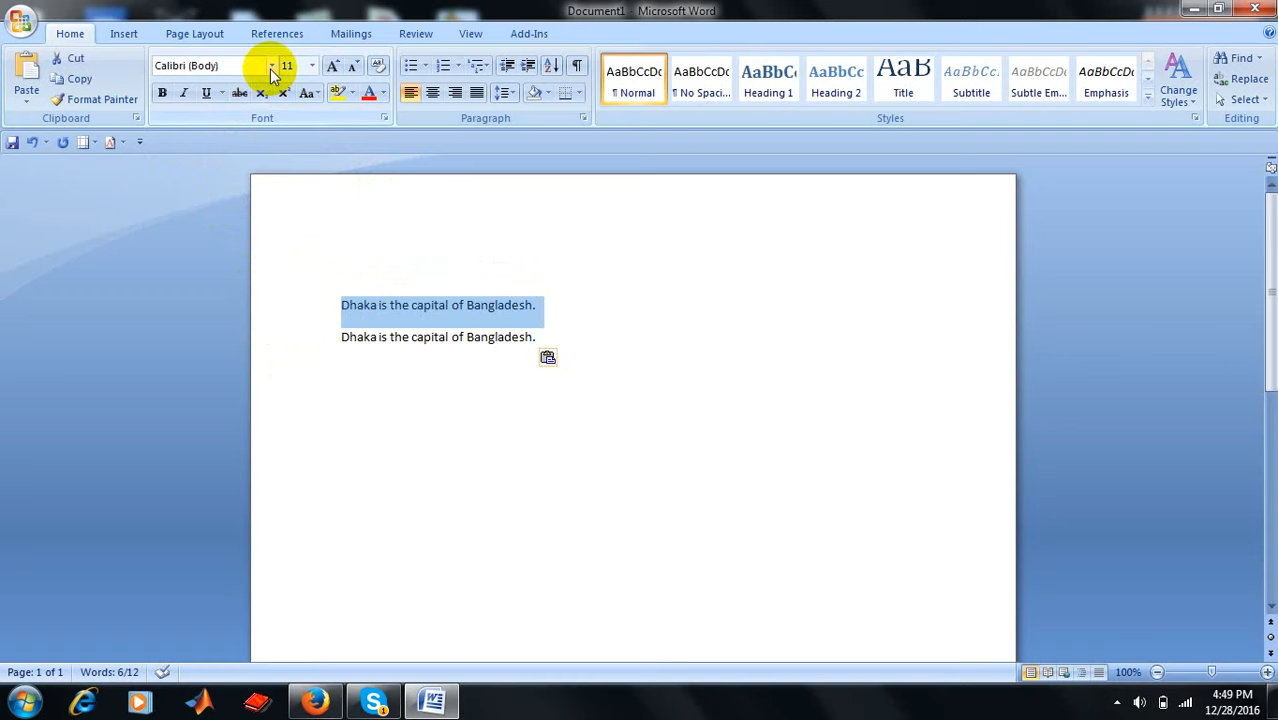 Document1 - Microsoft Word
Home Insert Page Layout References Mailings Review View Add-Ins
Paste
Cut
Copy
Format Painter
Clipboard
Calibri (Body) 11
Font
Paragraph
AaBbCcDc AaBbCcDc AaBbCc AaBbCc AaB AaBbCc. AaBbCcDc AaBbCcDc
¶ Normal ¶ No Spaci... Heading 1 Heading 2 Title Subtitle Subtle Em... Emphasis
Styles
Change
Styles
Find
Replace
Select
Editing
Dhaka is the capital of Bangladesh.
Dhaka is the capital of Bangladesh.
Page: 1 of 1 Words: 6/12 100%
4:49 PM
12/28/2016